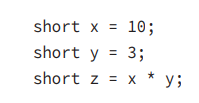 short x = 10;
short y = 3;
short z = x * y;